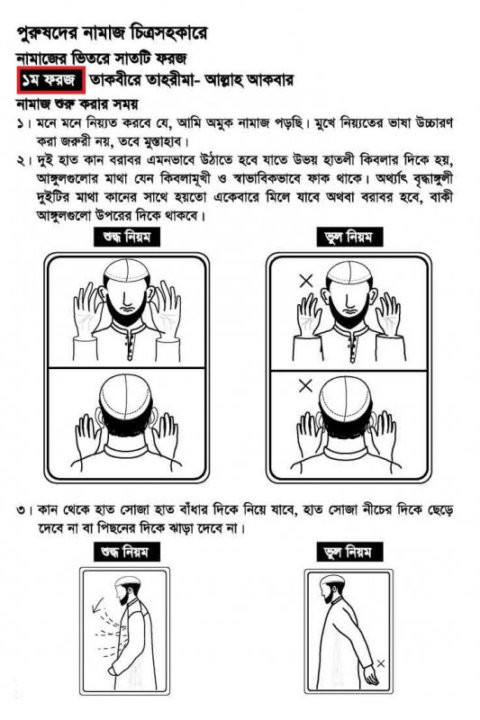 পুরুষদের নামাজ চিত্রসহকারে
নামাজের ভিতরে সাতটি ফরজ
১ম ফরজ তাকবীরে তাহরীমা- আল্লাহ আকবার
নামাজ শুরু করার সময়
১। মনে মনে নিয়্যত করবে যে, আমি অমুক নামাজ পড়ছি। মুখে নিয়্যতের ভাষা উচ্চারণ
করা জরুরী নয়, তবে মুস্তাহাব।
২। দুই হাত কান বরাবর এমনভাবে উঠাতে হবে যাতে উভয় হাতলী কিবলার দিকে হয়,
আঙ্গুলগুলোর মাথা যেন কিবলামূখী ও স্বাভাবিকভাবে ফাক থাকে। অর্থ্যাৎ বৃদ্ধাঙ্গুলী
দুইটির মাথা কানের সাথে হয়তো একেবারে মিলে যাবে অথবা বরাবর হবে, বাকী
আঙ্গুলগুলো উপরের দিকে থাকবে।
শুদ্ধ নিয়ম
ভুল নিয়ম
৩। কান থেকে হাত সোজা হাত বাঁধার দিকে নিয়ে যাবে, হাত সোজা নীচের দিকে ছেড়ে
দেবে না বা পিছনের দিকে ঝাড়া দেবে না।
শুদ্ধ নিয়ম
ভুল নিয়ম